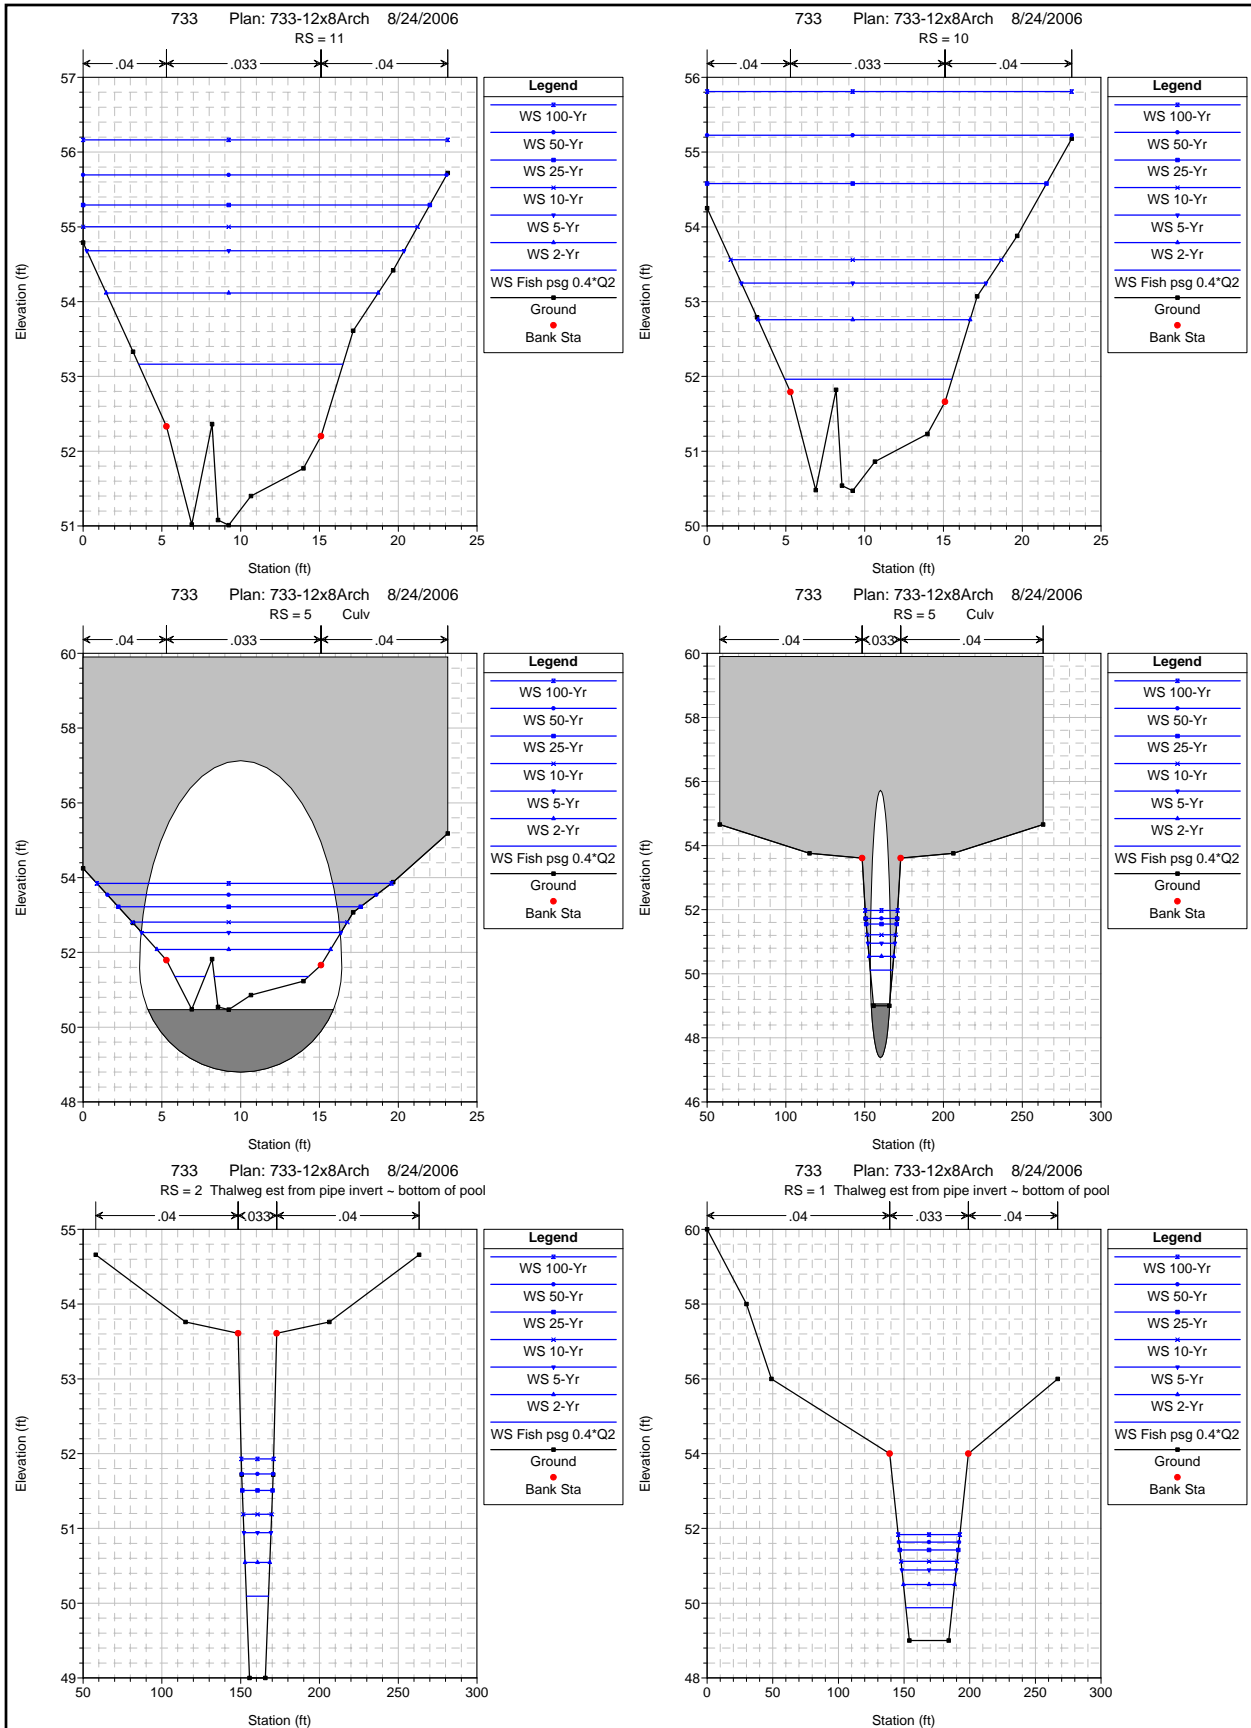 733 Plan: 733-12x8Arch 8/24/2006
RS = 11
.04 .033 .04
57
56
55
54
53
52
51
0 5 10 15 20 25
Elevation (ft)
Station (ft)
Legend
WS 100-Yr
WS 50-Yr
WS 25-Yr
WS 10-Yr
WS 5-Yr
WS 2-Yr
WS Fish psg 0.4*Q2
Ground
Bank Sta
733 Plan: 733-12x8Arch 8/24/2006
RS = 10
.04 .033 .04
56
55
54
53
52
51
50
0 5 10 15 20 25
Elevation (ft)
Station (ft)
Legend
WS 100-Yr
WS 50-Yr
WS 25-Yr
WS 10-Yr
WS 5-Yr
WS 2-Yr
WS Fish psg 0.4*Q2
Ground
Bank Sta
733 Plan: 733-12x8Arch 8/24/2006
RS = 5 Culv
.04 .033 .04
60
58
56
54
52
50
48
0 5 10 15 20 25
Elevation (ft)
Station (ft)
Legend
WS 100-Yr
WS 50-Yr
WS 25-Yr
WS 10-Yr
WS 5-Yr
WS 2-Yr
WS Fish psg 0.4*Q2
Ground
Bank Sta
733 Plan: 733-12x8Arch 8/24/2006
RS = 5 Culv
.04 .033 .04
60
58
56
54
52
50
48
46
50 100 150 200 250 300
Elevation (ft)
Station (ft)
Legend
WS 100-Yr
WS 50-Yr
WS 25-Yr
WS 10-Yr
WS 5-Yr
WS 2-Yr
WS Fish psg 0.4*Q2
Ground
Bank Sta
733 Plan: 733-12x8Arch 8/24/2006
RS = 2 Thalweg est from pipe invert ~ bottom of pool
.04 .033 .04
55
54
53
52
51
50
49
50 100 150 200 250 300
Elevation (ft)
Station (ft)
Legend
WS 100-Yr
WS 50-Yr
WS 25-Yr
WS 10-Yr
WS 5-Yr
WS 2-Yr
WS Fish psg 0.4*Q2
Ground
Bank Sta
733 Plan: 733-12x8Arch 8/24/2006
RS = 1 Thalweg est from pipe invert ~ bottom of pool
.04 .033 .04
60
58
56
54
52
50
48
0 50 100 150 200 250 300
Elevation (ft)
Station (ft)
Legend
WS 100-Yr
WS 50-Yr
WS 25-Yr
WS 10-Yr
WS 5-Yr
WS 2-Yr
WS Fish psg 0.4*Q2
Ground
Bank Sta